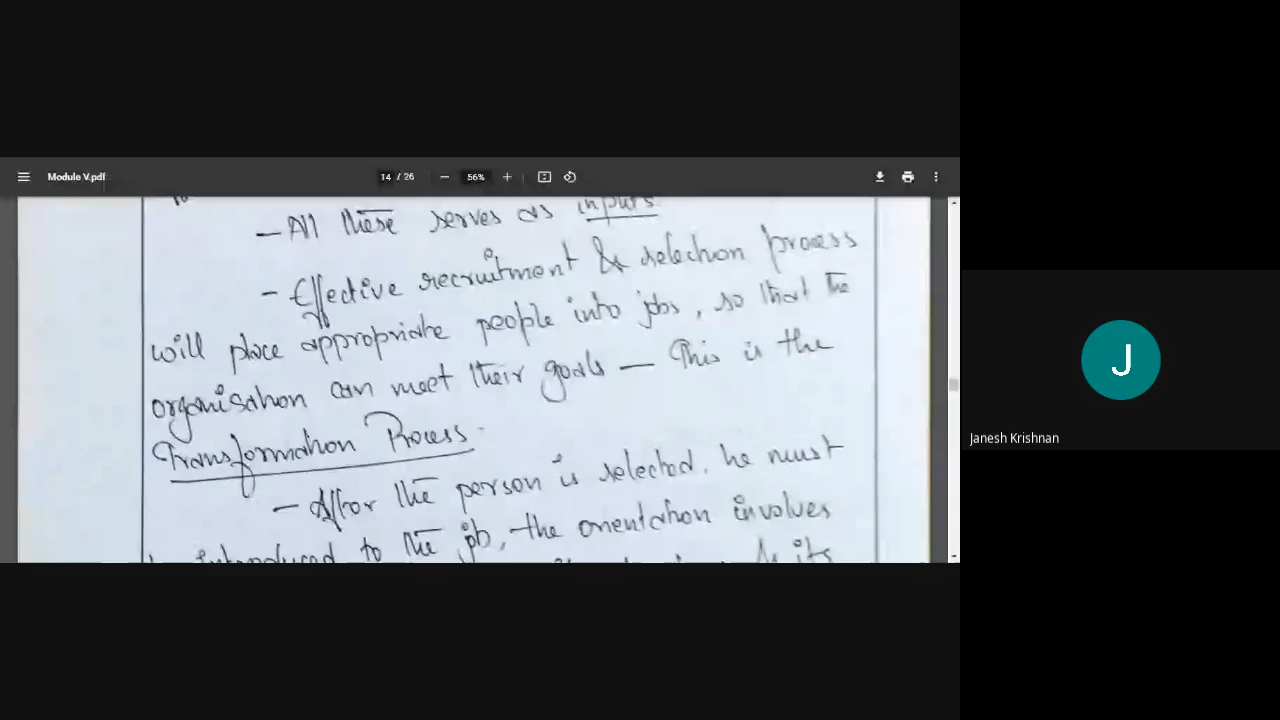 Module V.pdf
14 / 26
56%
- All these serves as inputs
- Effective recruitment & selection process
will place appropriate people into jobs, so that the
organisation can meet their goals - This is the
Transformation Process.
- After the person is selected, he must
introduced to the job, the orientation involves
its
J
Janesh Krishnan